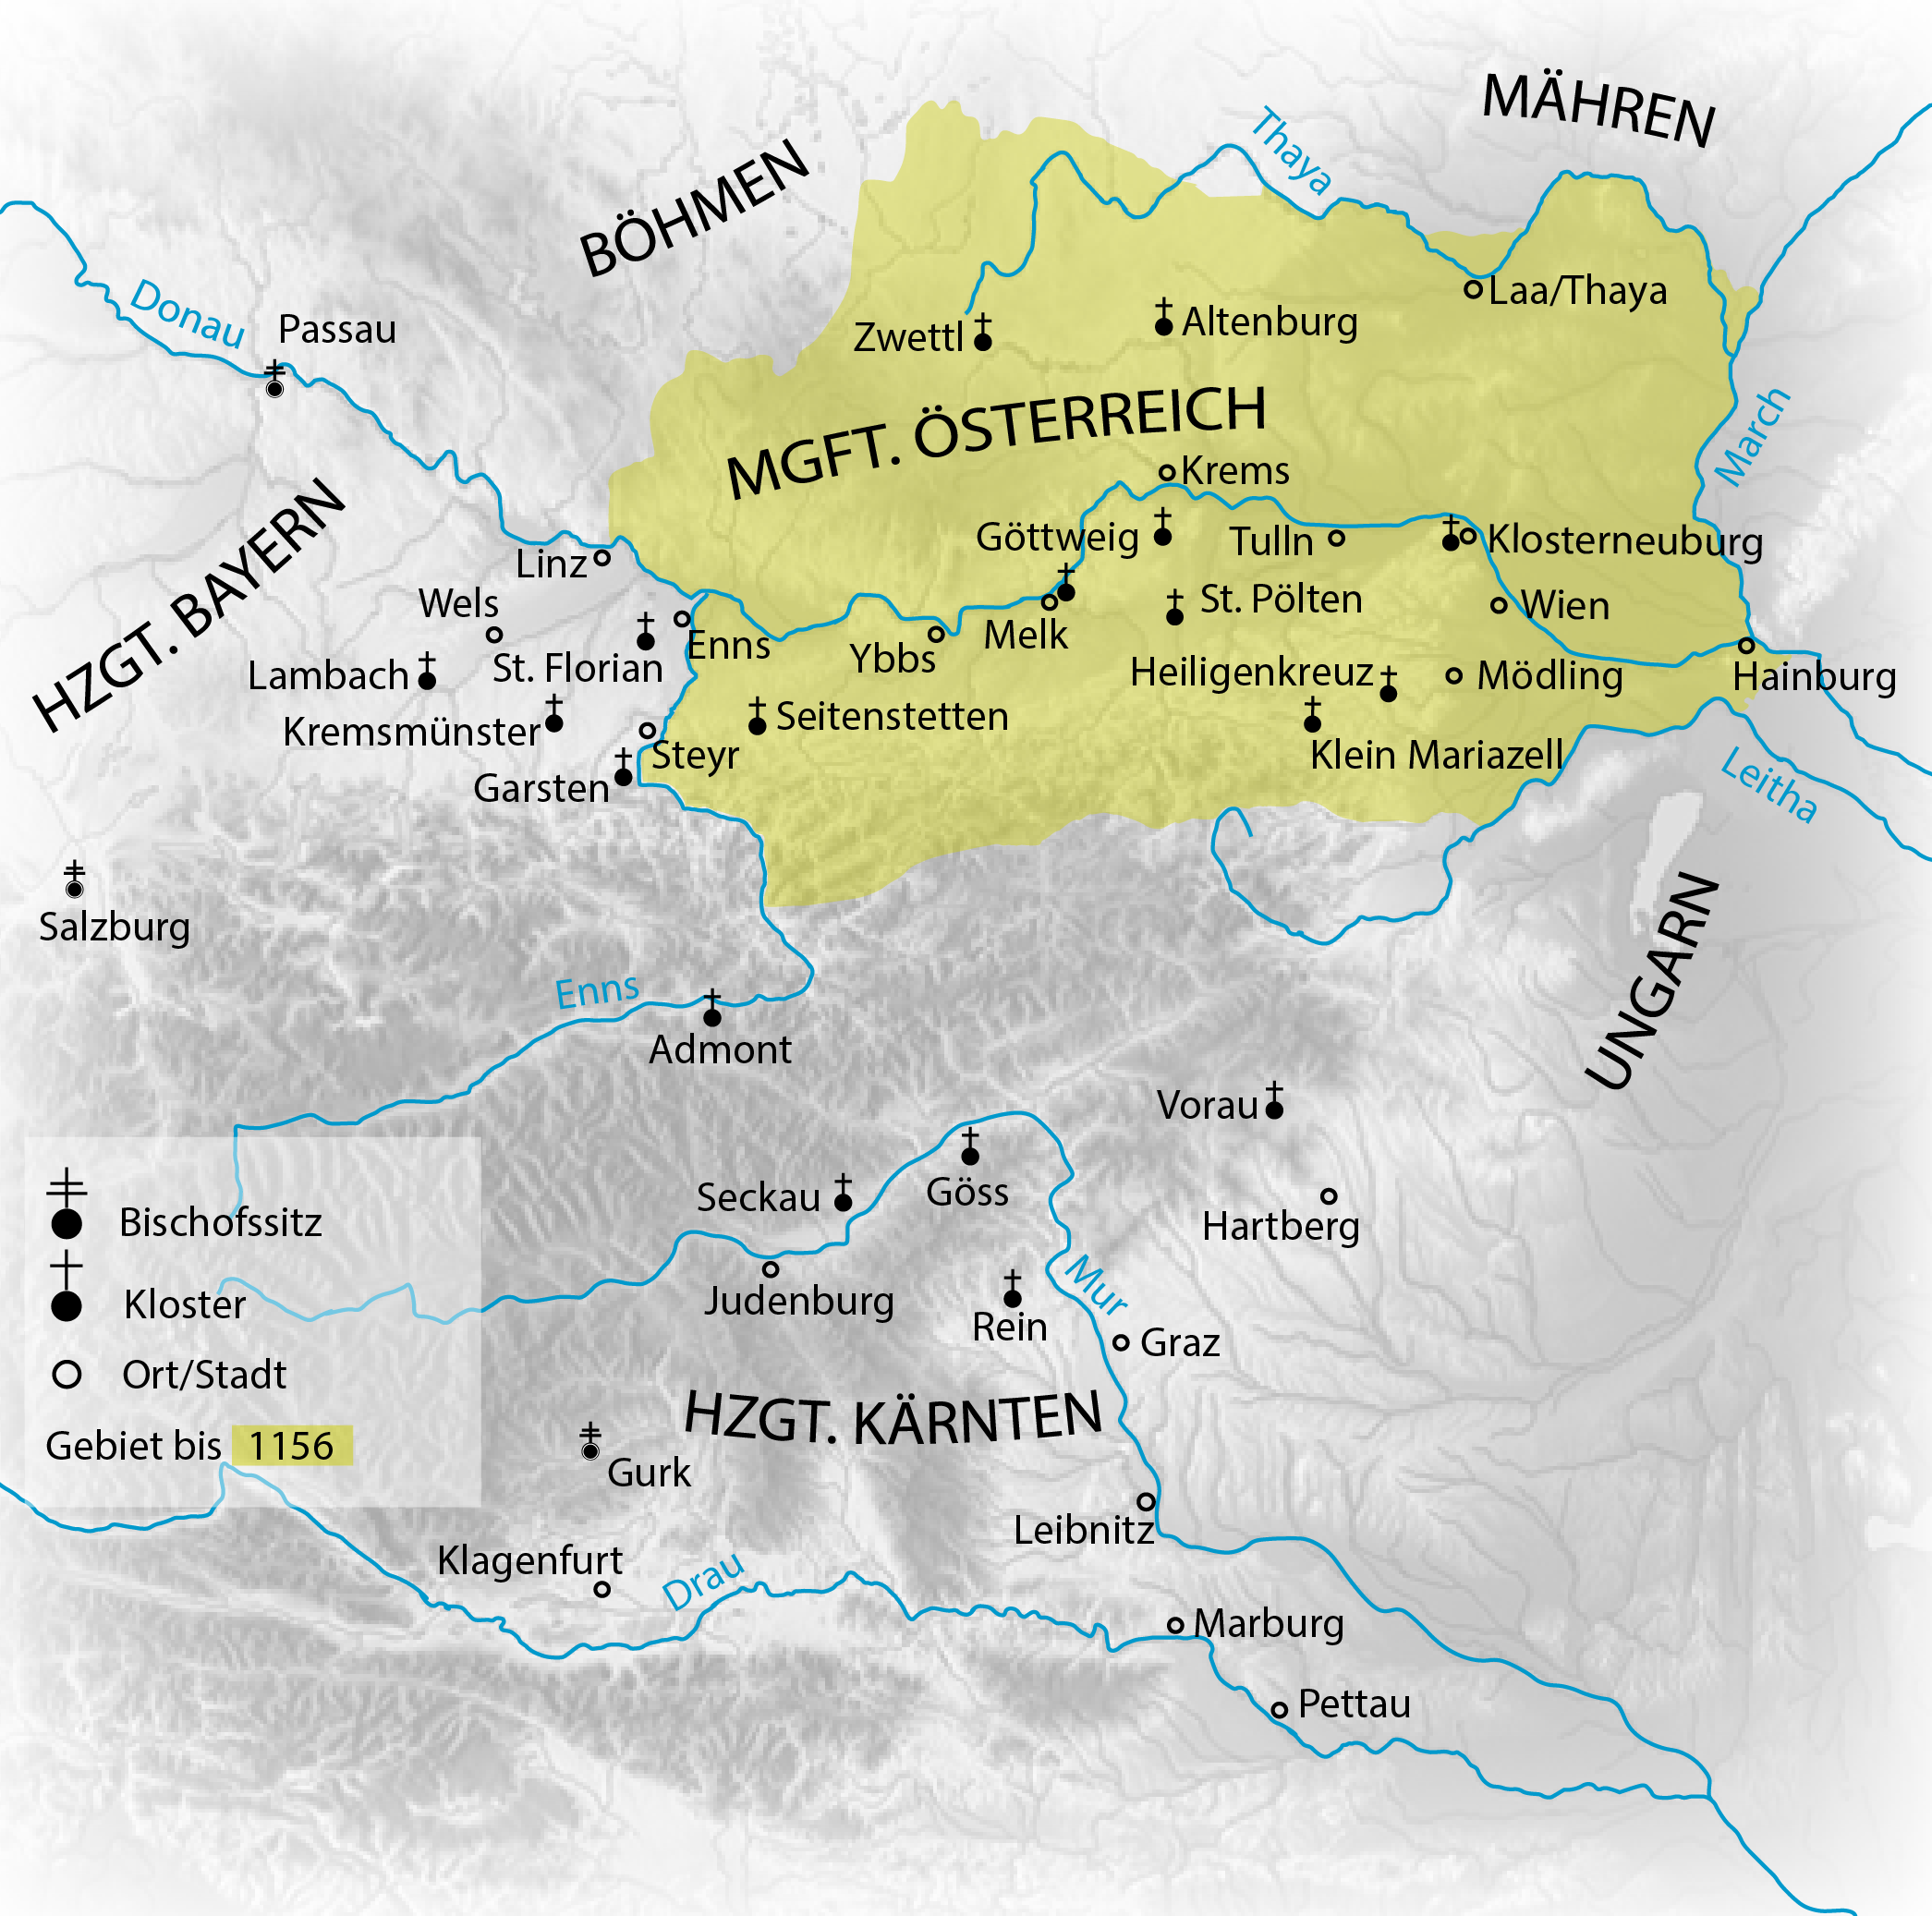 MÄHREN
Thaya
BÖHMEN
Donau
Passau
Laa/Thaya
Altenburg
Zwettl
MGFT. ÖSTERREICH
March
Krems
HZGT. BAYERN
Göttweig
Tulln
Klosterneuburg
Linz
Wels
St. Pölten
Wien
Enns
Melk
Ybbs
St. Florian
Lambach
Heiligenkreuz
Mödling
Hainburg
Seitenstetten
Kremsmünster
Steyr
Klein Mariazell
Garsten
Leitha
Salzburg
UNGARN
Enns
Admont
Vorau
Seckau
Göss
Hartberg
Bischofssitz
Kloster
Judenburg
Mur
Rein
Graz
Ort/Stadt
HZGT. KÄRNTEN
Gebiet bis 1156
Gurk
Leibnitz
Klagenfurt
Drau
Marburg
Pettau